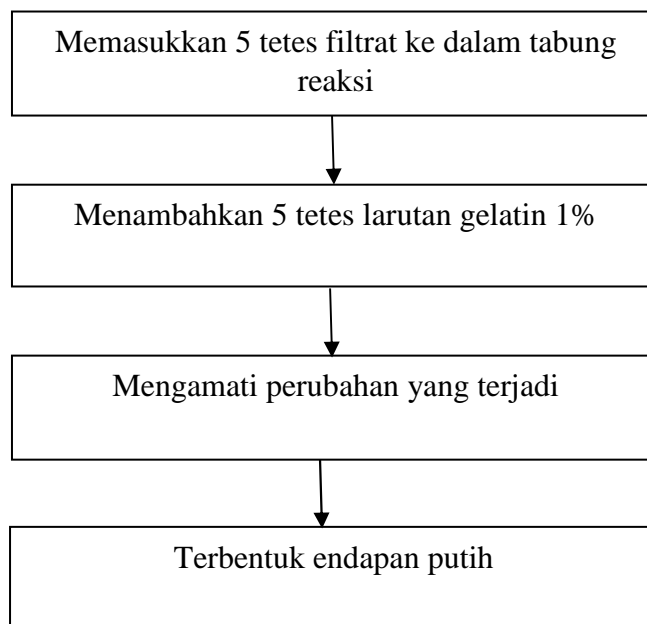 Memasukkan 5 tetes filtrat ke dalam tabung
reaksi
Menambahkan 5 tetes larutan gelatin 1%
Mengamati perubahan yang terjadi
Terbentuk endapan putih